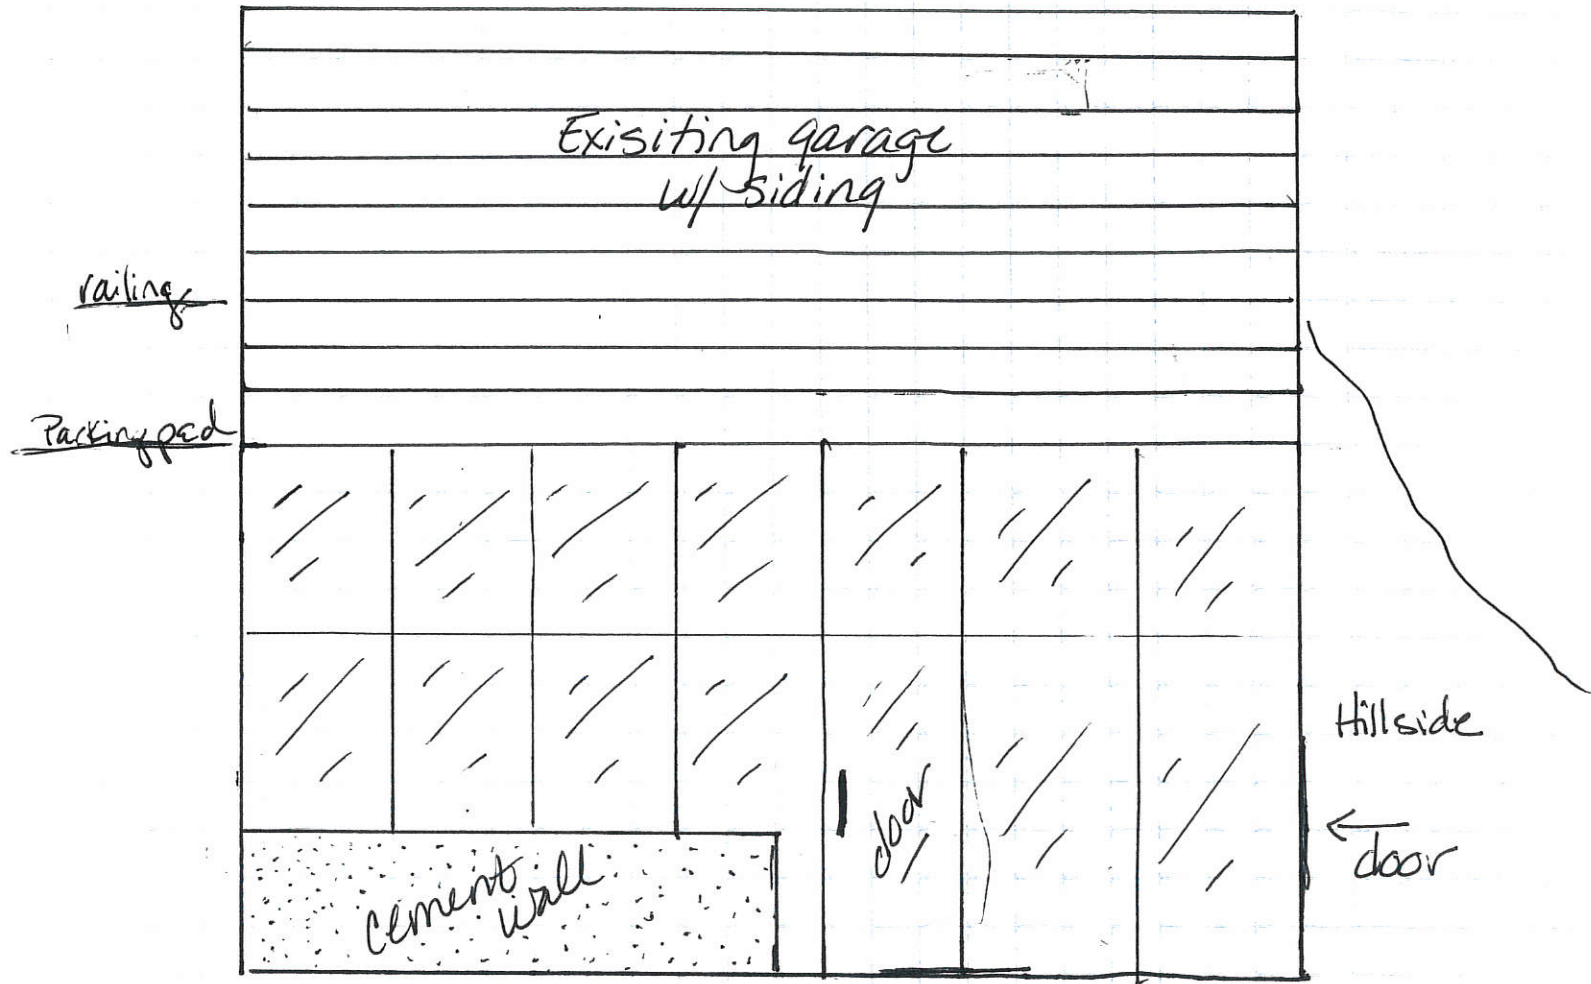 Exisiting garage
w/ siding
railing
Parking pad
Hillside
door
door
cement
wall